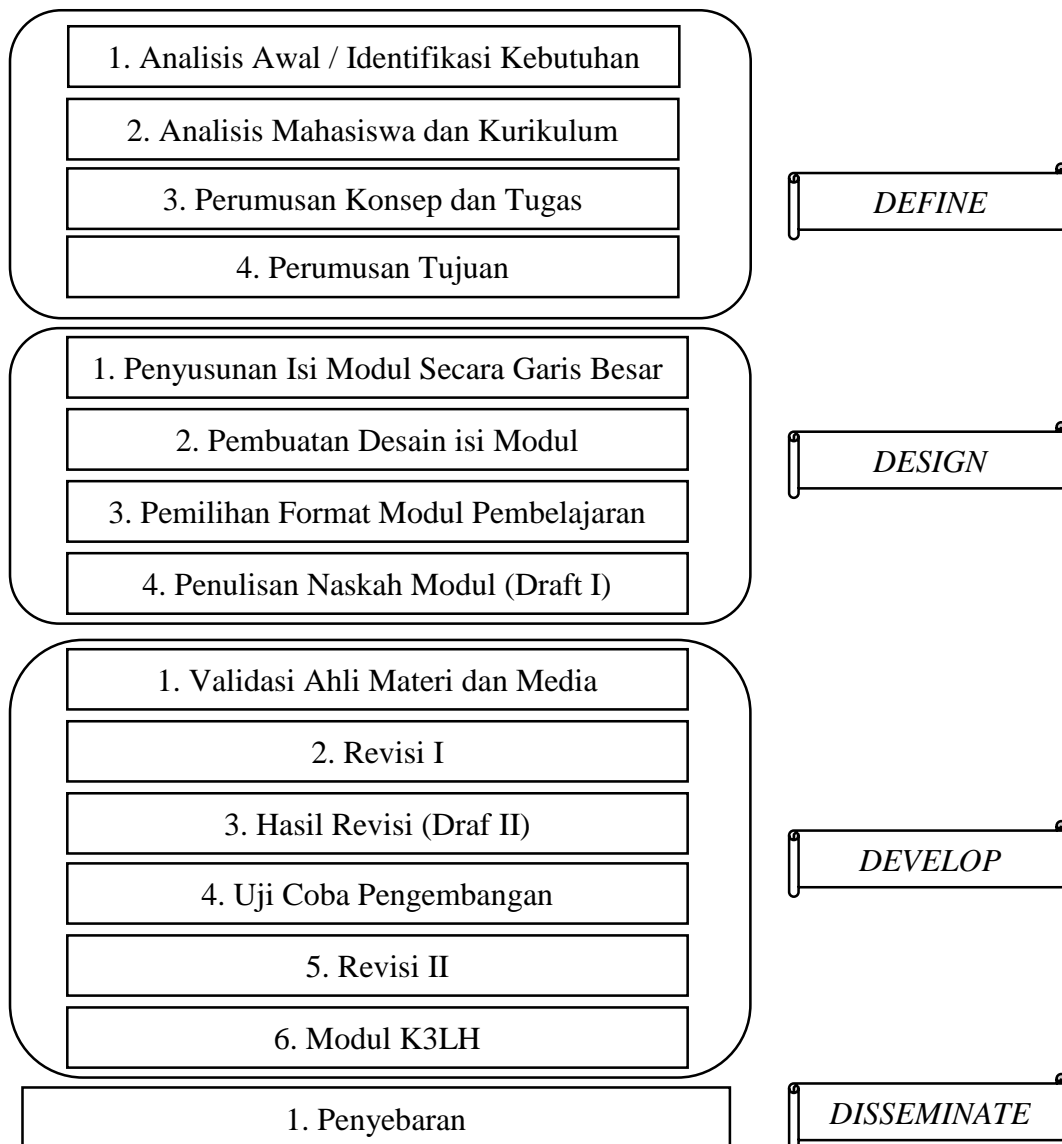 1. Analisis Awal / Identifikasi Kebutuhan
2. Analisis Mahasiswa dan Kurikulum
3. Perumusan Konsep dan Tugas
4. Perumusan Tujuan
DEFINE
1. Penyusunan Isi Modul Secara Garis Besar
2. Pembuatan Desain isi Modul
3. Pemilihan Format Modul Pembelajaran
4. Penulisan Naskah Modul (Draft I)
DESIGN
1. Validasi Ahli Materi dan Media
2. Revisi I
3. Hasil Revisi (Draf II)
4. Uji Coba Pengembangan
5. Revisi II
6. Modul K3LH
DEVELOP
1. Penyebaran
DISSEMINATE